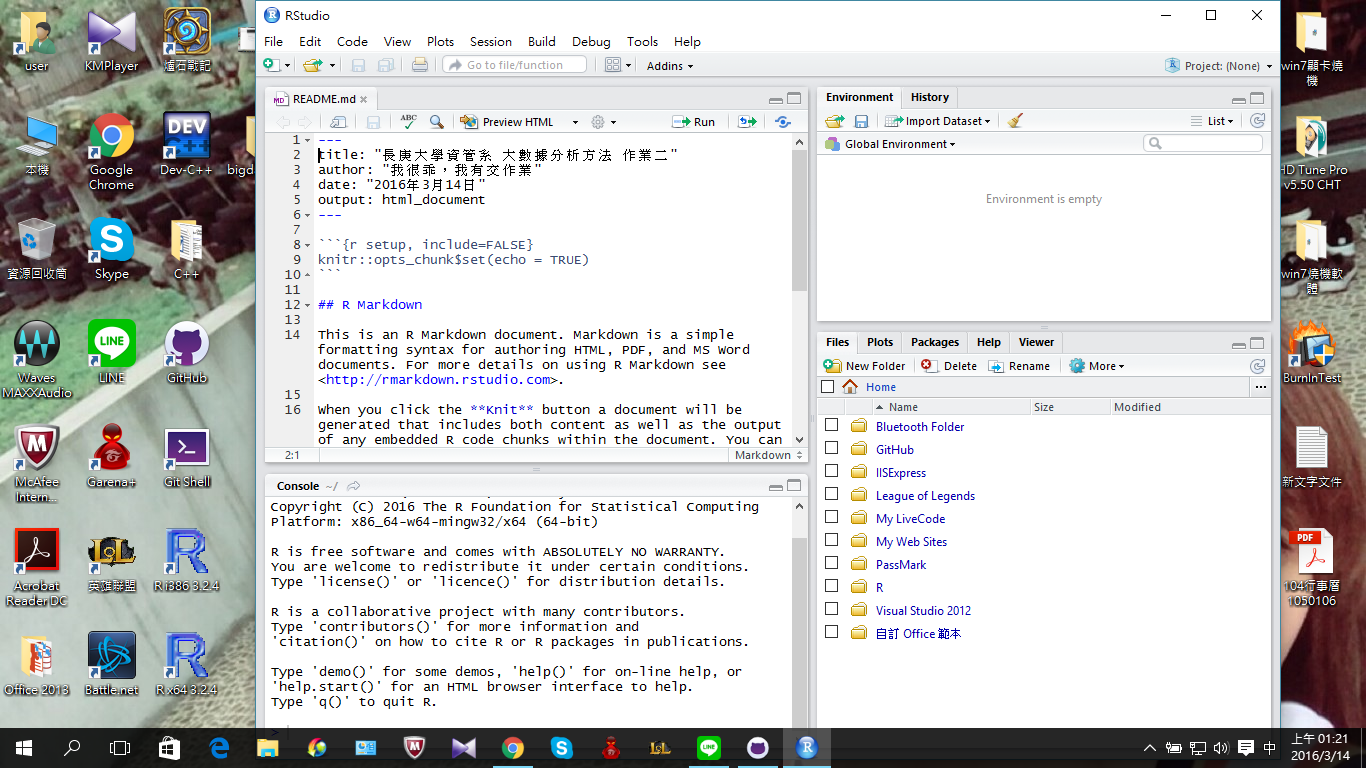 user
KMPlayer
爐石戰記
本機
Google
Chrome
Dev-C++
bigda
資源回收筒
Skype
C++
Waves
MAXXAudio
LINE
GitHub
McAfee
Intern...
Garena+
Git Shell
Acrobat
Reader DC
英雄聯盟
R i386 3.2.4
Office 2013
Battle.net
R x64 3.2.4
RStudio
File Edit Code View Plots Session Build Debug Tools Help
Go to file/function
Addins
Project: (None)
README.md
Preview HTML
Run
1 ---
2 title: "長庚大學資管系 大數據分析方法 作業二"
3 author: "我很乖，我有交作業"
4 date: "2016年3月14日"
5 output: html_document
6 ---
7
8 ```{r setup, include=FALSE}
9 knitr::opts_chunk$set(echo = TRUE)
10 ```
11
12 ## R Markdown
13
14 This is an R Markdown document. Markdown is a simple
formatting syntax for authoring HTML, PDF, and MS Word
documents. For more details on using R Markdown see
<http://rmarkdown.rstudio.com>.
15
16 When you click the **Knit** button a document will be
generated that includes both content as well as the output
of any embedded R code chunks within the document. You can
2:1
Markdown
Console ~/
Copyright (C) 2016 The R Foundation for Statistical Computing
Platform: x86_64-w64-mingw32/x64 (64-bit)
R is free software and comes with ABSOLUTELY NO WARRANTY.
You are welcome to redistribute it under certain conditions.
Type 'license()' or 'licence()' for distribution details.
R is a collaborative project with many contributors.
Type 'contributors()' for more information and
'citation()' on how to cite R or R packages in publications.
Type 'demo()' for some demos, 'help()' for on-line help, or
'help.start()' for an HTML browser interface to help.
Type 'q()' to quit R.
>
Environment History
Import Dataset
List
Global Environment
Environment is empty
Files Plots Packages Help Viewer
New Folder Delete Rename More
Home
Name Size Modified
Bluetooth Folder
GitHub
IISExpress
League of Legends
My LiveCode
My Web Sites
PassMark
R
Visual Studio 2012
自訂 Office 範本
win7顯卡燒
機
HD Tune Pro
v5.50 CHT
win7燒機軟
體
BurnInTest
新文字文件
PDF
104行事曆
1050106
中
上午 01:21
2016/3/14